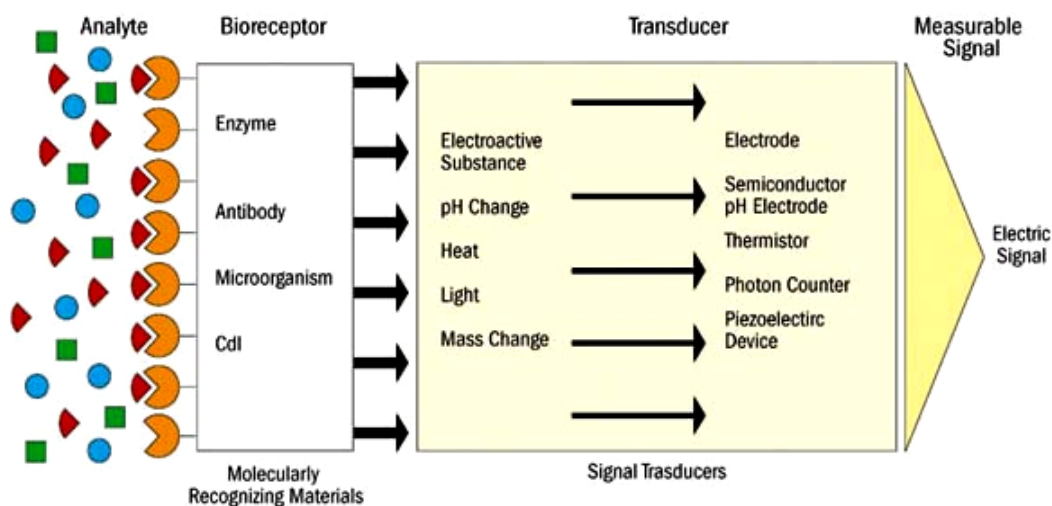 Analyte
Bioreceptor
Transducer
Measurable
Signal
Enzyme
Antibody
Microorganism
Cdl
Electroactive
Substance
pH Change
Heat
Light
Mass Change
Electrode
Semiconductor
pH Electrode
Thermistor
Photon Counter
Piezoelectirc
Device
Electric
Signal
Molecularly
Recognizing Materials
Signal Trasducers